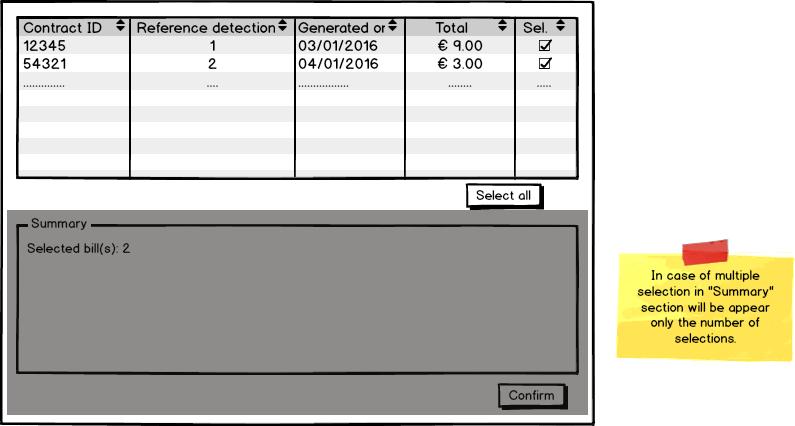 Contract ID Reference detection Generated or Total Sel.
12345 1 03/01/2016 € 9.00
54321 2 04/01/2016 € 3.00
.............. .... ................. ........ .....
Select all
Summary
Selected bill(s): 2
Confirm
In case of multiple
selection in "Summary"
section will be appear
only the number of
selections.